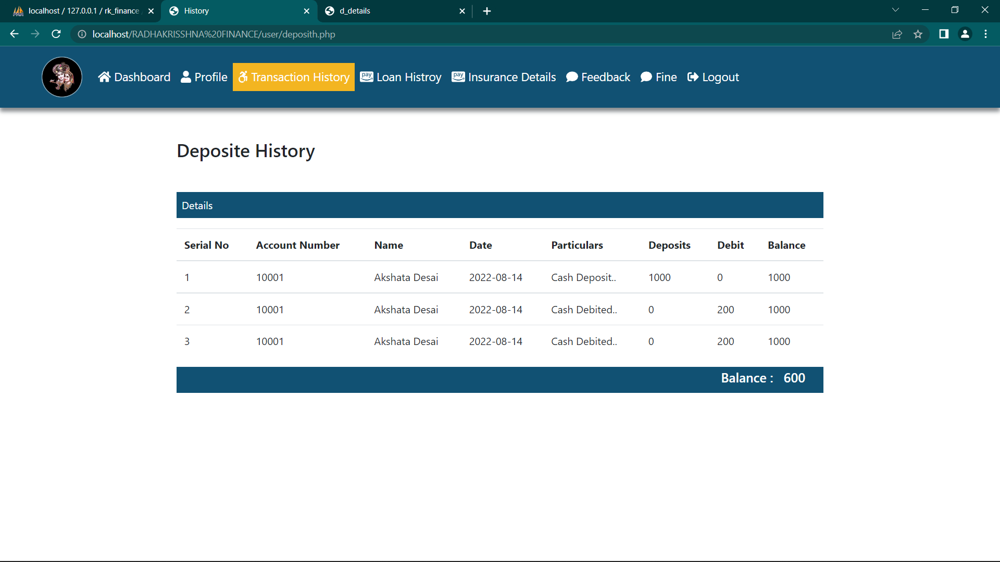 localhost / 127.0.0.1 / rk_finance
History
d_details
localhost/RADHAKRISSHNA%20FINANCE/user/deposith.php
Dashboard Profile Transaction History pay Loan Histroy pay Insurance Details Feedback Fine Logout
Deposite History
Details
Serial No Account Number Name Date Particulars Deposits Debit Balance
1 10001 Akshata Desai 2022-08-14 Cash Deposit.. 1000 0 1000
2 10001 Akshata Desai 2022-08-14 Cash Debited.. 0 200 1000
3 10001 Akshata Desai 2022-08-14 Cash Debited.. 0 200 1000
Balance : 600